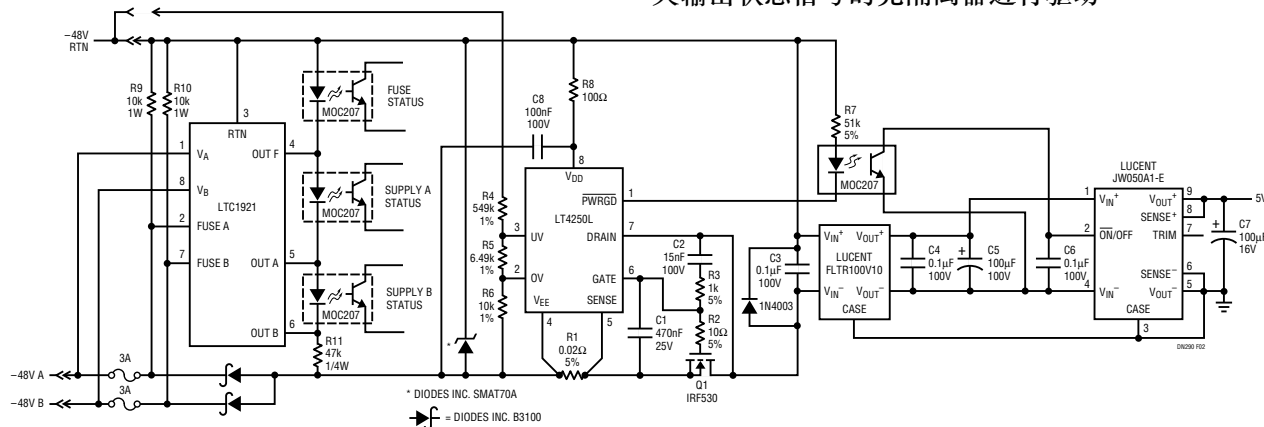 输出状态信号的光隔离器进行驱动
–48V
RTN
R9
10k
1W
R10
10k
1W
3
RTN
1
VA
OUT F
4
8
VB
LTC1921
2
FUSE A
7
FUSE B
OUT A
5
OUT B
6
MOC207
FUSE
STATUS
MOC207
SUPPLY A
STATUS
MOC207
SUPPLY B
STATUS
R11
47k
1/4W
–48V A
3A
–48V B
3A
*
* DIODES INC. SMAT70A
= DIODES INC. B3100
C8
100nF
100V
R8
100Ω
R4
549k
1%
R5
6.49k
1%
R6
10k
1%
8
VDD
PWRGD
1
LT4250L
3
UV
DRAIN
7
2
OV
GATE
6
VEE
SENSE
4
5
R1
0.02Ω
5%
C2
15nF
100V
R3
1k
5%
R2
10Ω
5%
C1
470nF
25V
Q1
IRF530
R7
51k
5%
MOC207
1N4003
C3
0.1µF
100V
VIN+
VOUT+
LUCENT
FLTR100V10
VIN–
VOUT–
CASE
C4
0.1µF
100V
+
C5
100µF
100V
C6
0.1µF
100V
LUCENT
JW050A1-E
1
VIN+
VOUT+
9
SENSE+
8
2
ON/OFF
TRIM
7
SENSE–
6
4
VIN–
VOUT–
5
CASE
3
5V
+
C7
100µF
16V
DN290 F02